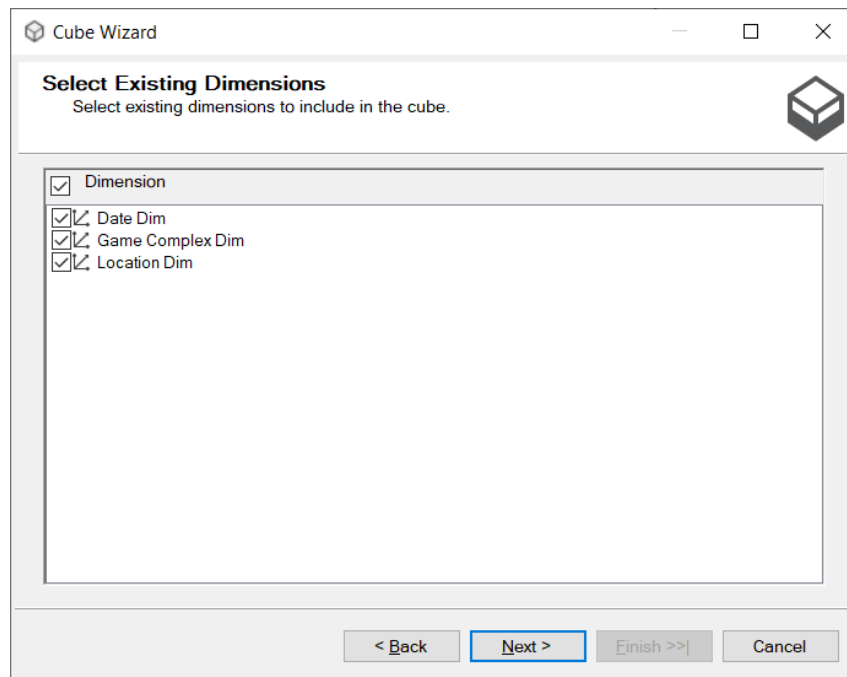 Cube Wizard
Select Existing Dimensions
Select existing dimensions to include in the cube.
Dimension
Date Dim
Game Complex Dim
Location Dim
< Back
Next >
Finish >>|
Cancel